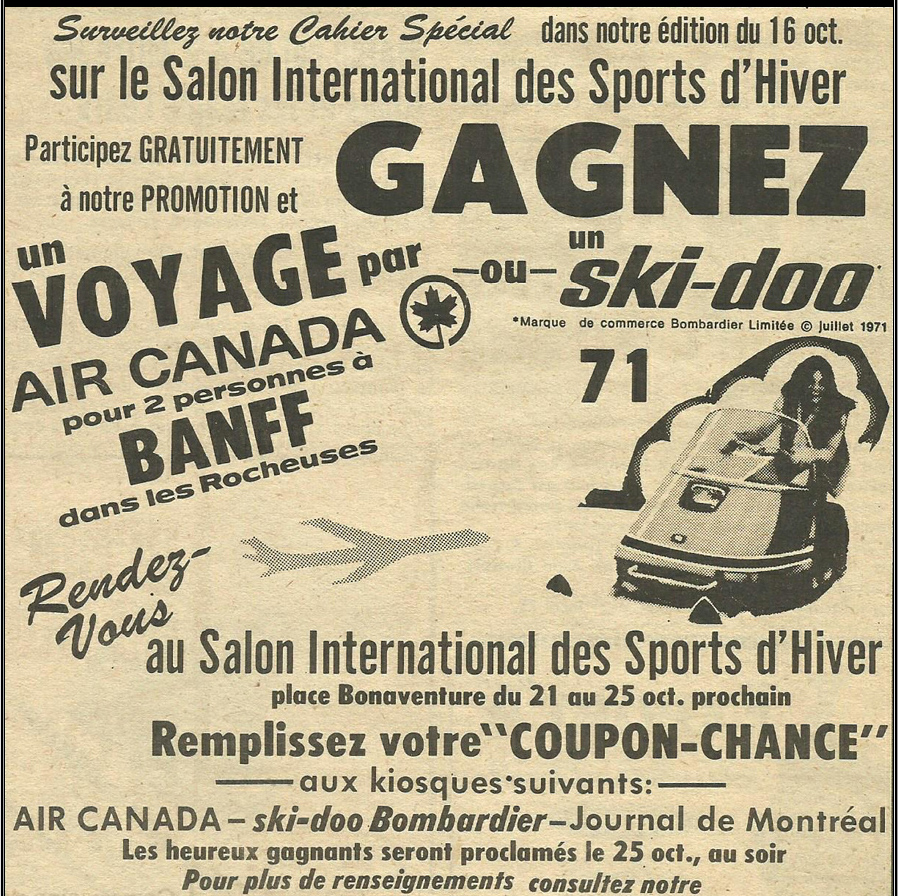 Surveillez notre Cahier Spécial dans notre édition du 16 oct.
sur le Salon International des Sports d'Hiver
Participez GRATUITEMENT
à notre PROMOTION et
GAGNEZ
un
VOYAGE par
AIR CANADA
pour 2 personnes à
BANFF
dans les Rocheuses
—ou—
un
ski-doo*
*Marque de commerce Bombardier Limitée © juillet 1971
71
Rendez-
Vous
au Salon International des Sports d'Hiver
place Bonaventure du 21 au 25 oct. prochain
Remplissez votre "COUPON-CHANCE"
—aux kiosques suivants:—
AIR CANADA – ski-doo Bombardier – Journal de Montréal
Les heureux gagnants seront proclamés le 25 oct., au soir
Pour plus de renseignements consultez notre